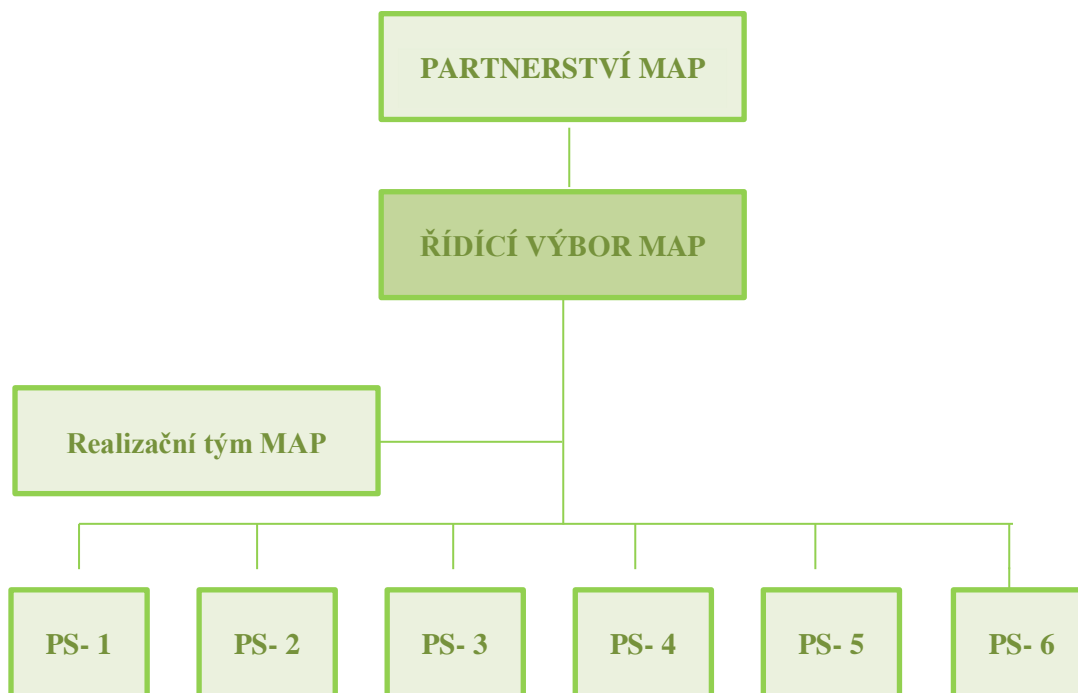 PARTNERSTVÍ MAP
ŘÍDÍCÍ VÝBOR MAP
Realizační tým MAP
PS- 1
PS- 2
PS- 3
PS- 4
PS- 5
PS- 6